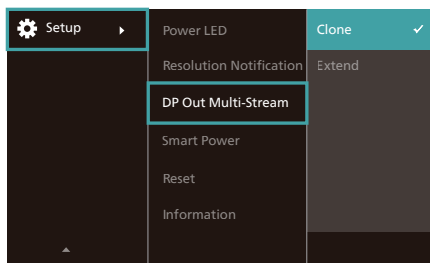 Setup
Power LED
Resolution Notification
DP Out Multi-Stream
Smart Power
Reset
Information
Clone
Extend